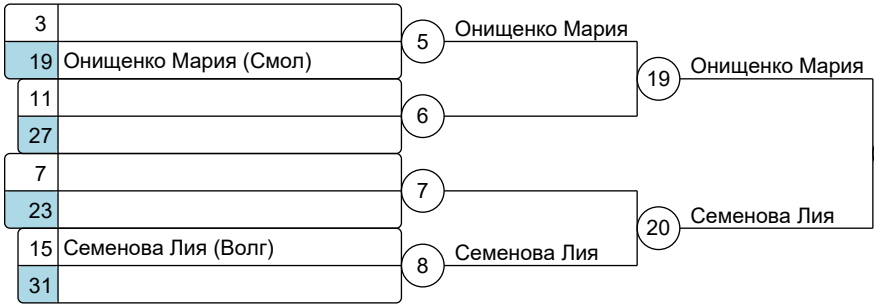 3
19 Онищенко Мария (Смол)
5 Онищенко Мария
11
27
6
19 Онищенко Мария
7
23
7
15 Семенова Лия (Волг)
31
8 Семенова Лия
20 Семенова Лия